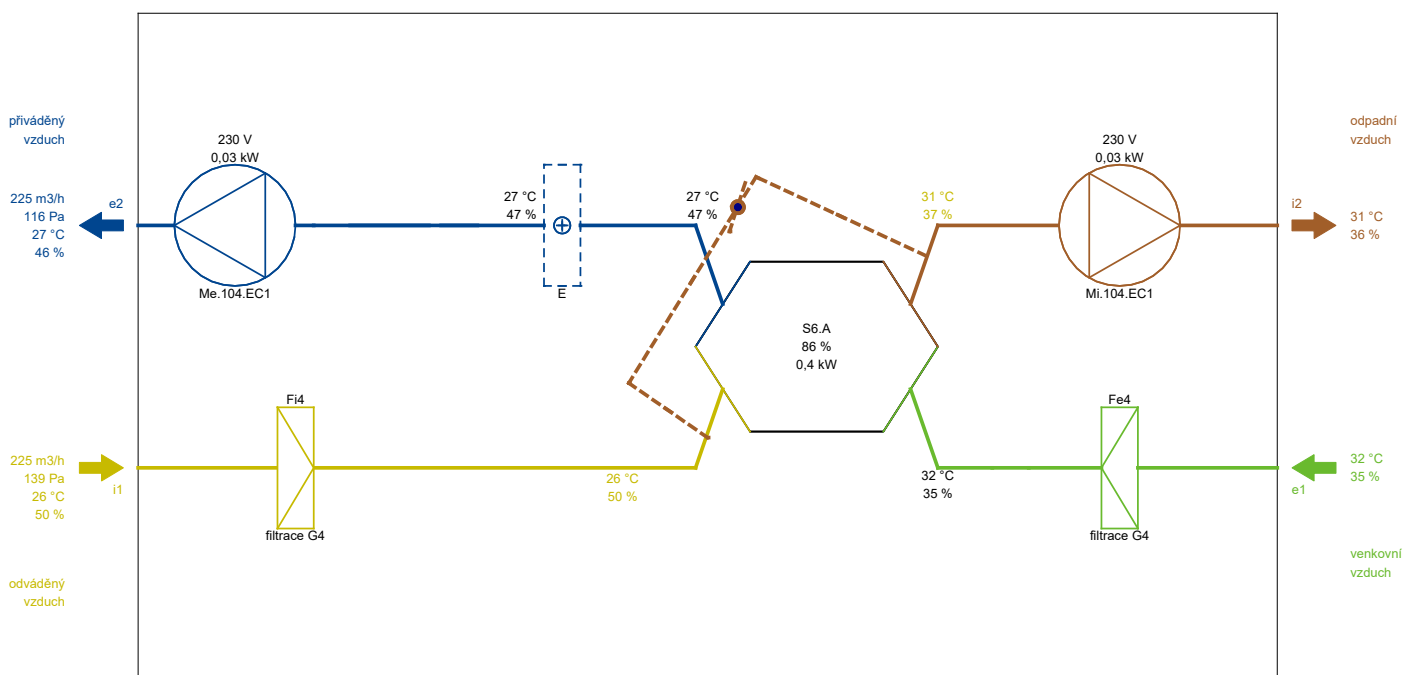 přiváděný
vzduch
230 V
0,03 kW
230 V
0,03 kW
odpadní
vzduch
225 m3/h
116 Pa
27 °C
46 %
e2
27 °C
47 %
27 °C
47 %
31 °C
37 %
i2
31 °C
36 %
Me.104.EC1
E
Mi.104.EC1
S6.A
86 %
0,4 kW
Fi4
Fe4
225 m3/h
139 Pa
26 °C
50 %
i1
26 °C
50 %
32 °C
35 %
32 °C
35 %
e1
filtrace G4
filtrace G4
odváděný
vzduch
venkovní
vzduch